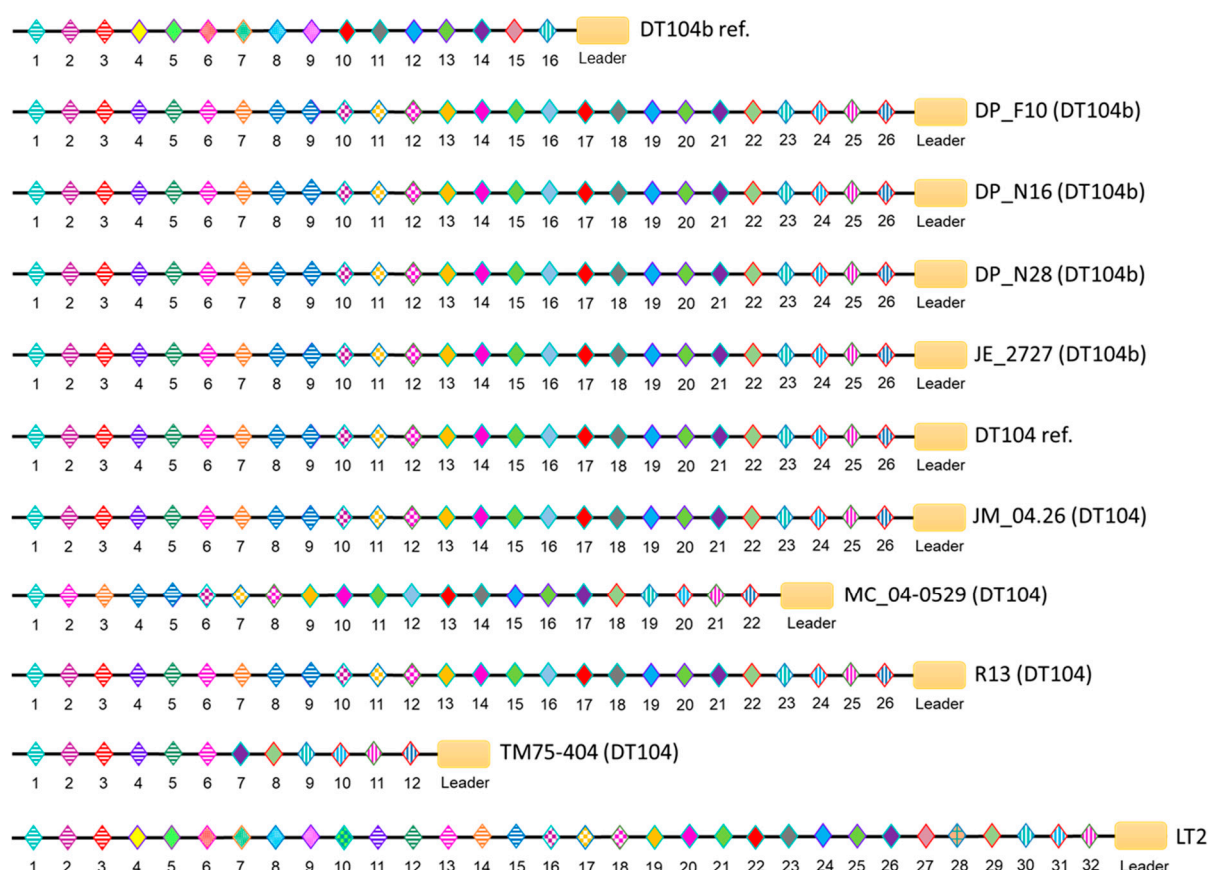 DT104b ref.
1 2 3 4 5 6 7 8 9 10 11 12 13 14 15 16 Leader
DP_F10 (DT104b)
1 2 3 4 5 6 7 8 9 10 11 12 13 14 15 16 17 18 19 20 21 22 23 24 25 26 Leader
DP_N16 (DT104b)
1 2 3 4 5 6 7 8 9 10 11 12 13 14 15 16 17 18 19 20 21 22 23 24 25 26 Leader
DP_N28 (DT104b)
1 2 3 4 5 6 7 8 9 10 11 12 13 14 15 16 17 18 19 20 21 22 23 24 25 26 Leader
JE_2727 (DT104b)
1 2 3 4 5 6 7 8 9 10 11 12 13 14 15 16 17 18 19 20 21 22 23 24 25 26 Leader
DT104 ref.
1 2 3 4 5 6 7 8 9 10 11 12 13 14 15 16 17 18 19 20 21 22 23 24 25 26 Leader
JM_04.26 (DT104)
1 2 3 4 5 6 7 8 9 10 11 12 13 14 15 16 17 18 19 20 21 22 23 24 25 26 Leader
MC_04-0529 (DT104)
1 2 3 4 5 6 7 8 9 10 11 12 13 14 15 16 17 18 19 20 21 22 Leader
R13 (DT104)
1 2 3 4 5 6 7 8 9 10 11 12 13 14 15 16 17 18 19 20 21 22 23 24 25 26 Leader
TM75-404 (DT104)
1 2 3 4 5 6 7 8 9 10 11 12 Leader
LT2
1 2 3 4 5 6 7 8 9 10 11 12 13 14 15 16 17 18 19 20 21 22 23 24 25 26 27 28 29 30 31 32 Leader